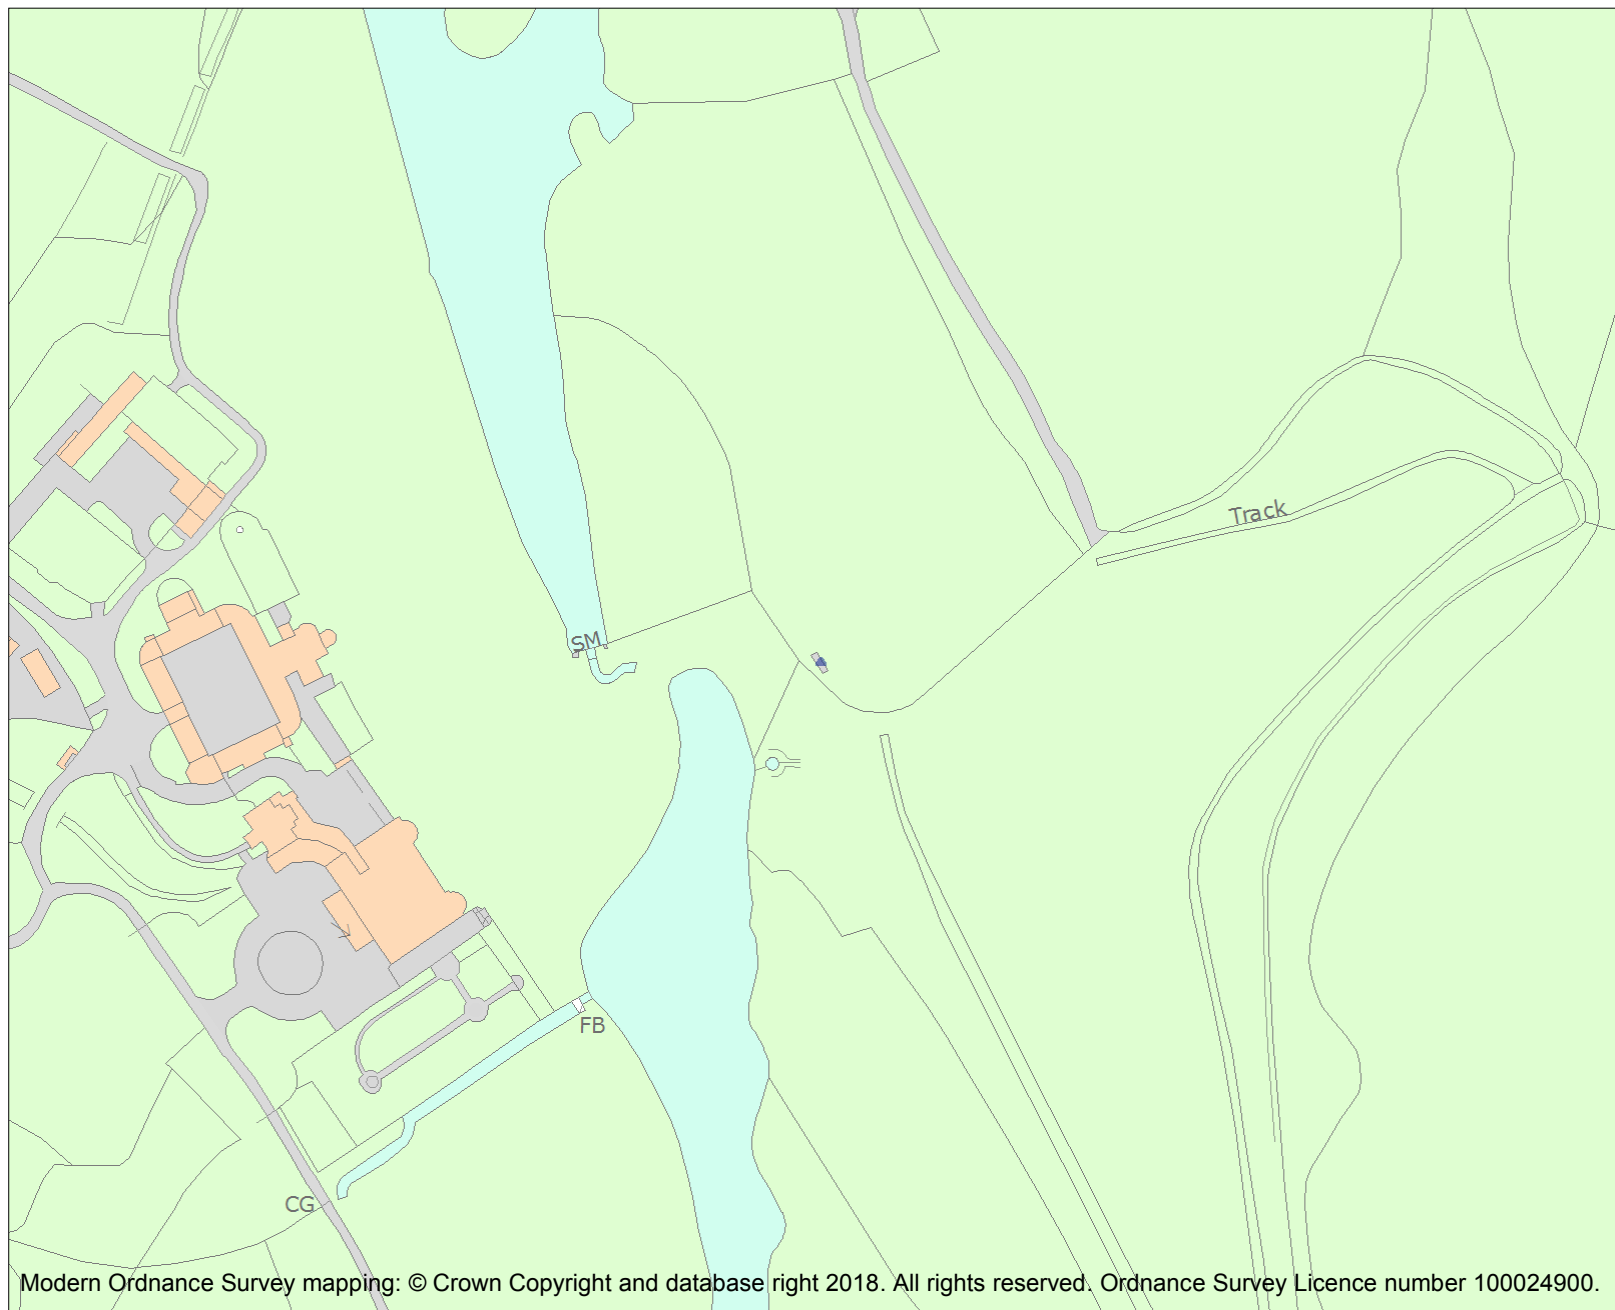 Track
SM
FB
CG
Modern Ordnance Survey mapping: © Crown Copyright and database right 2018. All rights reserved. Ordnance Survey Licence number 100024900.